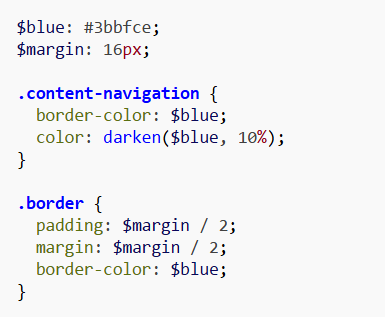 $blue: #3bbfce;
$margin: 16px;
.content-navigation {
border-color: $blue;
color: darken($blue, 10%);
}
.border {
padding: $margin / 2;
margin: $margin / 2;
border-color: $blue;
}